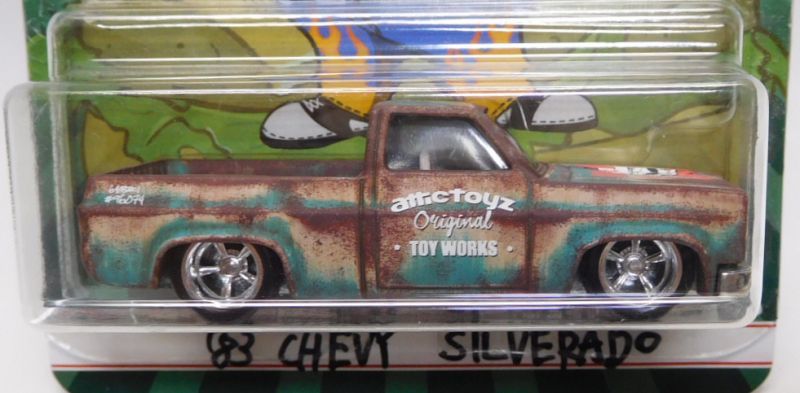 atticToyz
Original
· TOY WORKS ·
'83 CHEVY SILVERADO